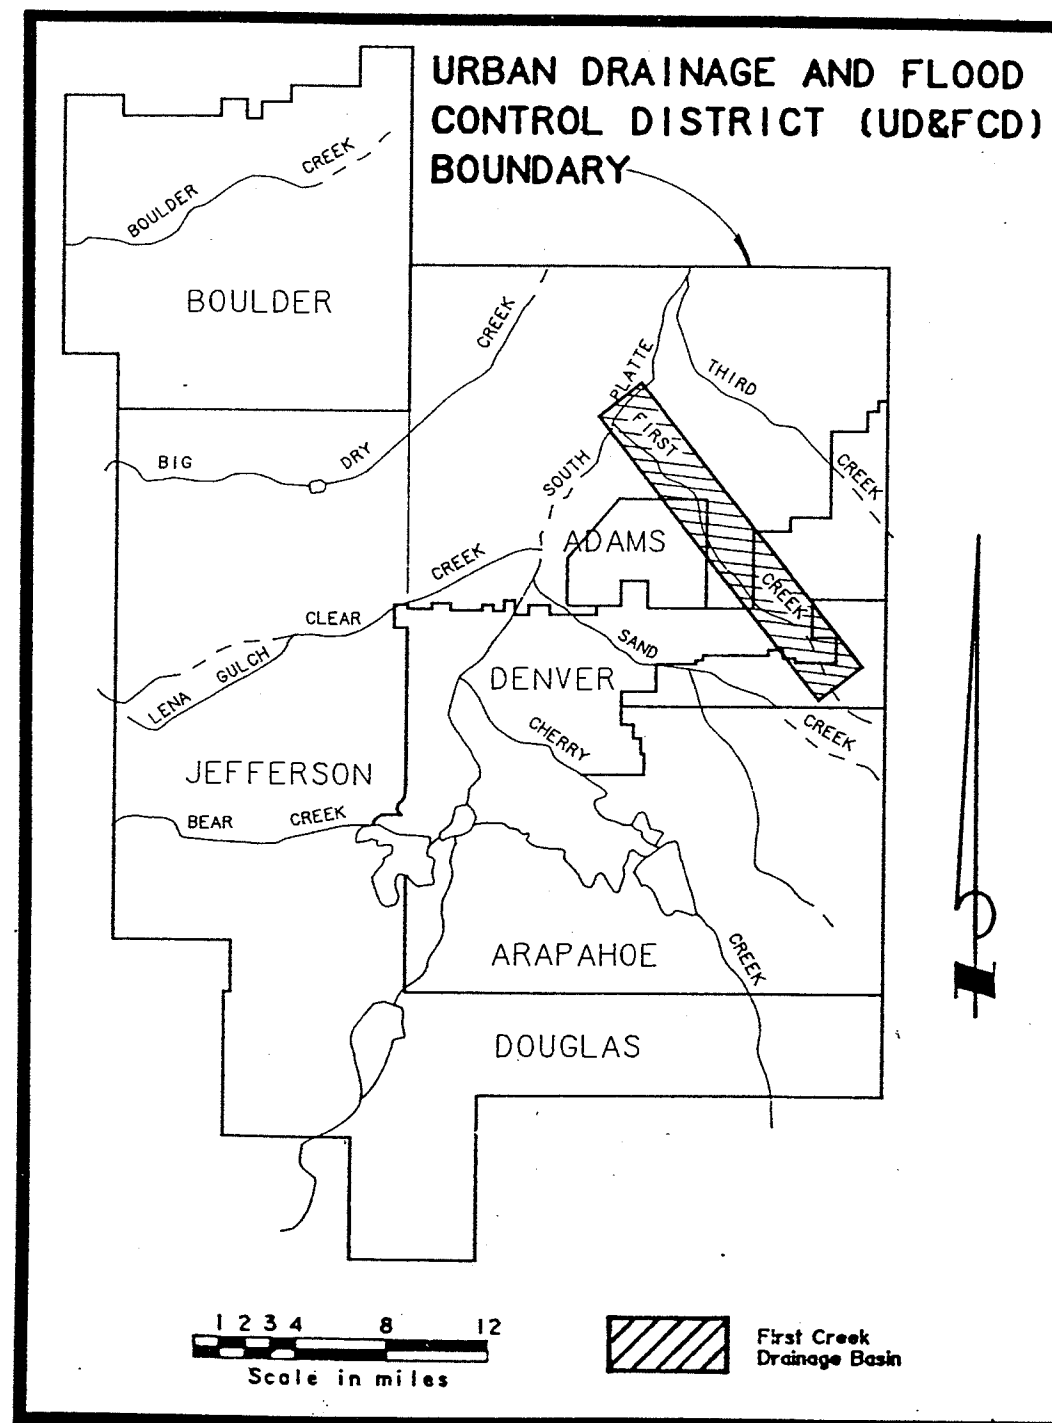 URBAN DRAINAGE AND FLOOD
CONTROL DISTRICT (UD&FCD)
BOUNDARY
BOULDER CREEK
BOULDER
BIG DRY CREEK
SOUTH PLATTE
THIRD CREEK
FIRST CREEK
ADAMS
CLEAR CREEK
LENA GULCH
SAND CREEK
DENVER
CHERRY CREEK
JEFFERSON
BEAR CREEK
ARAPAHOE
DOUGLAS
1 2 3 4 8 12
Scale in miles
First Creek
Drainage Basin